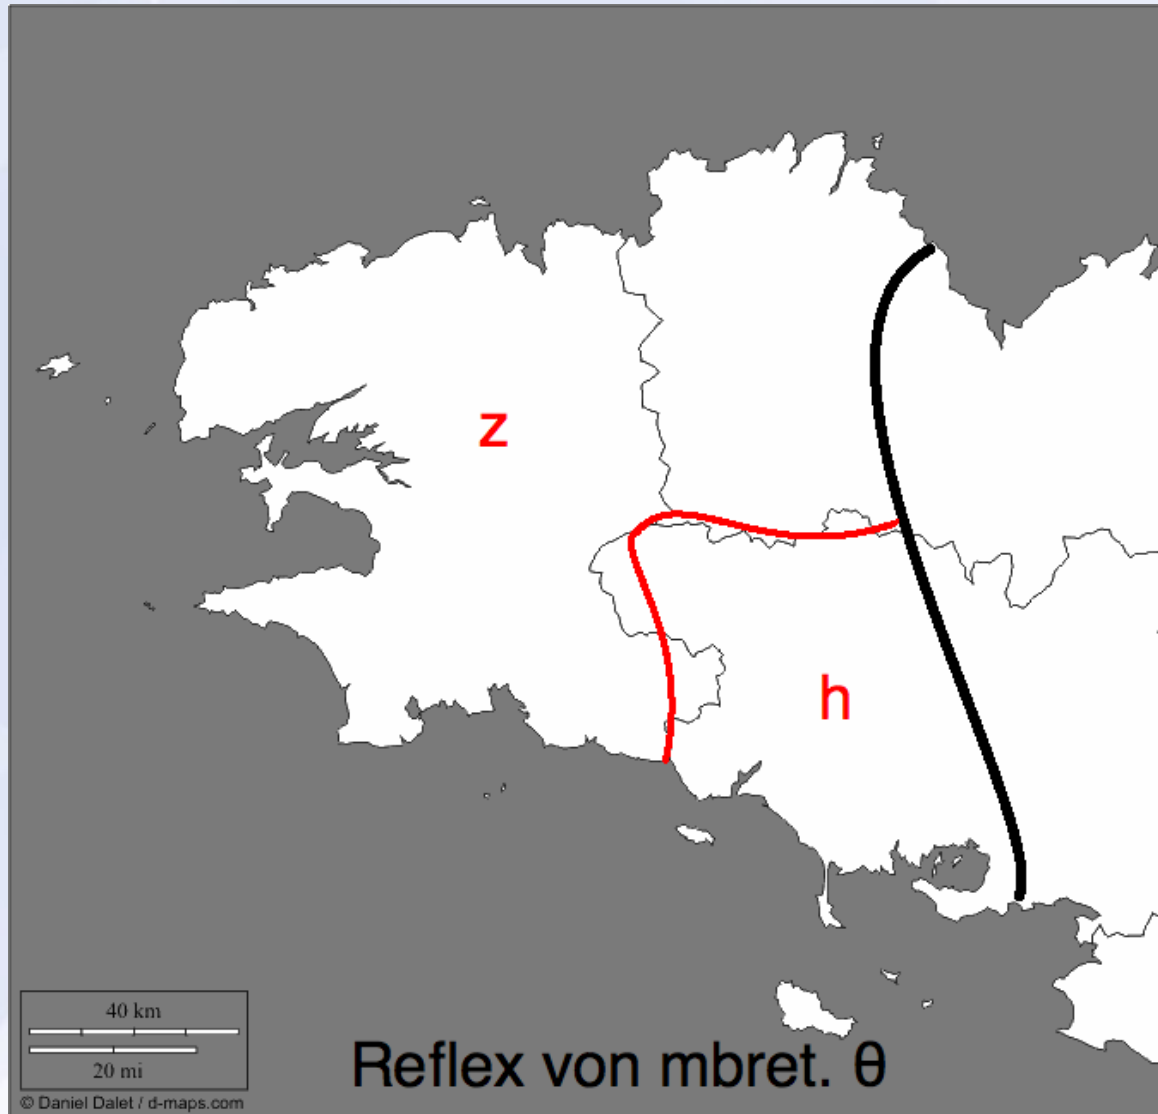 z
h
40 km
20 mi
Reflex von mbret. θ
© Daniel Dalet / d-maps.com